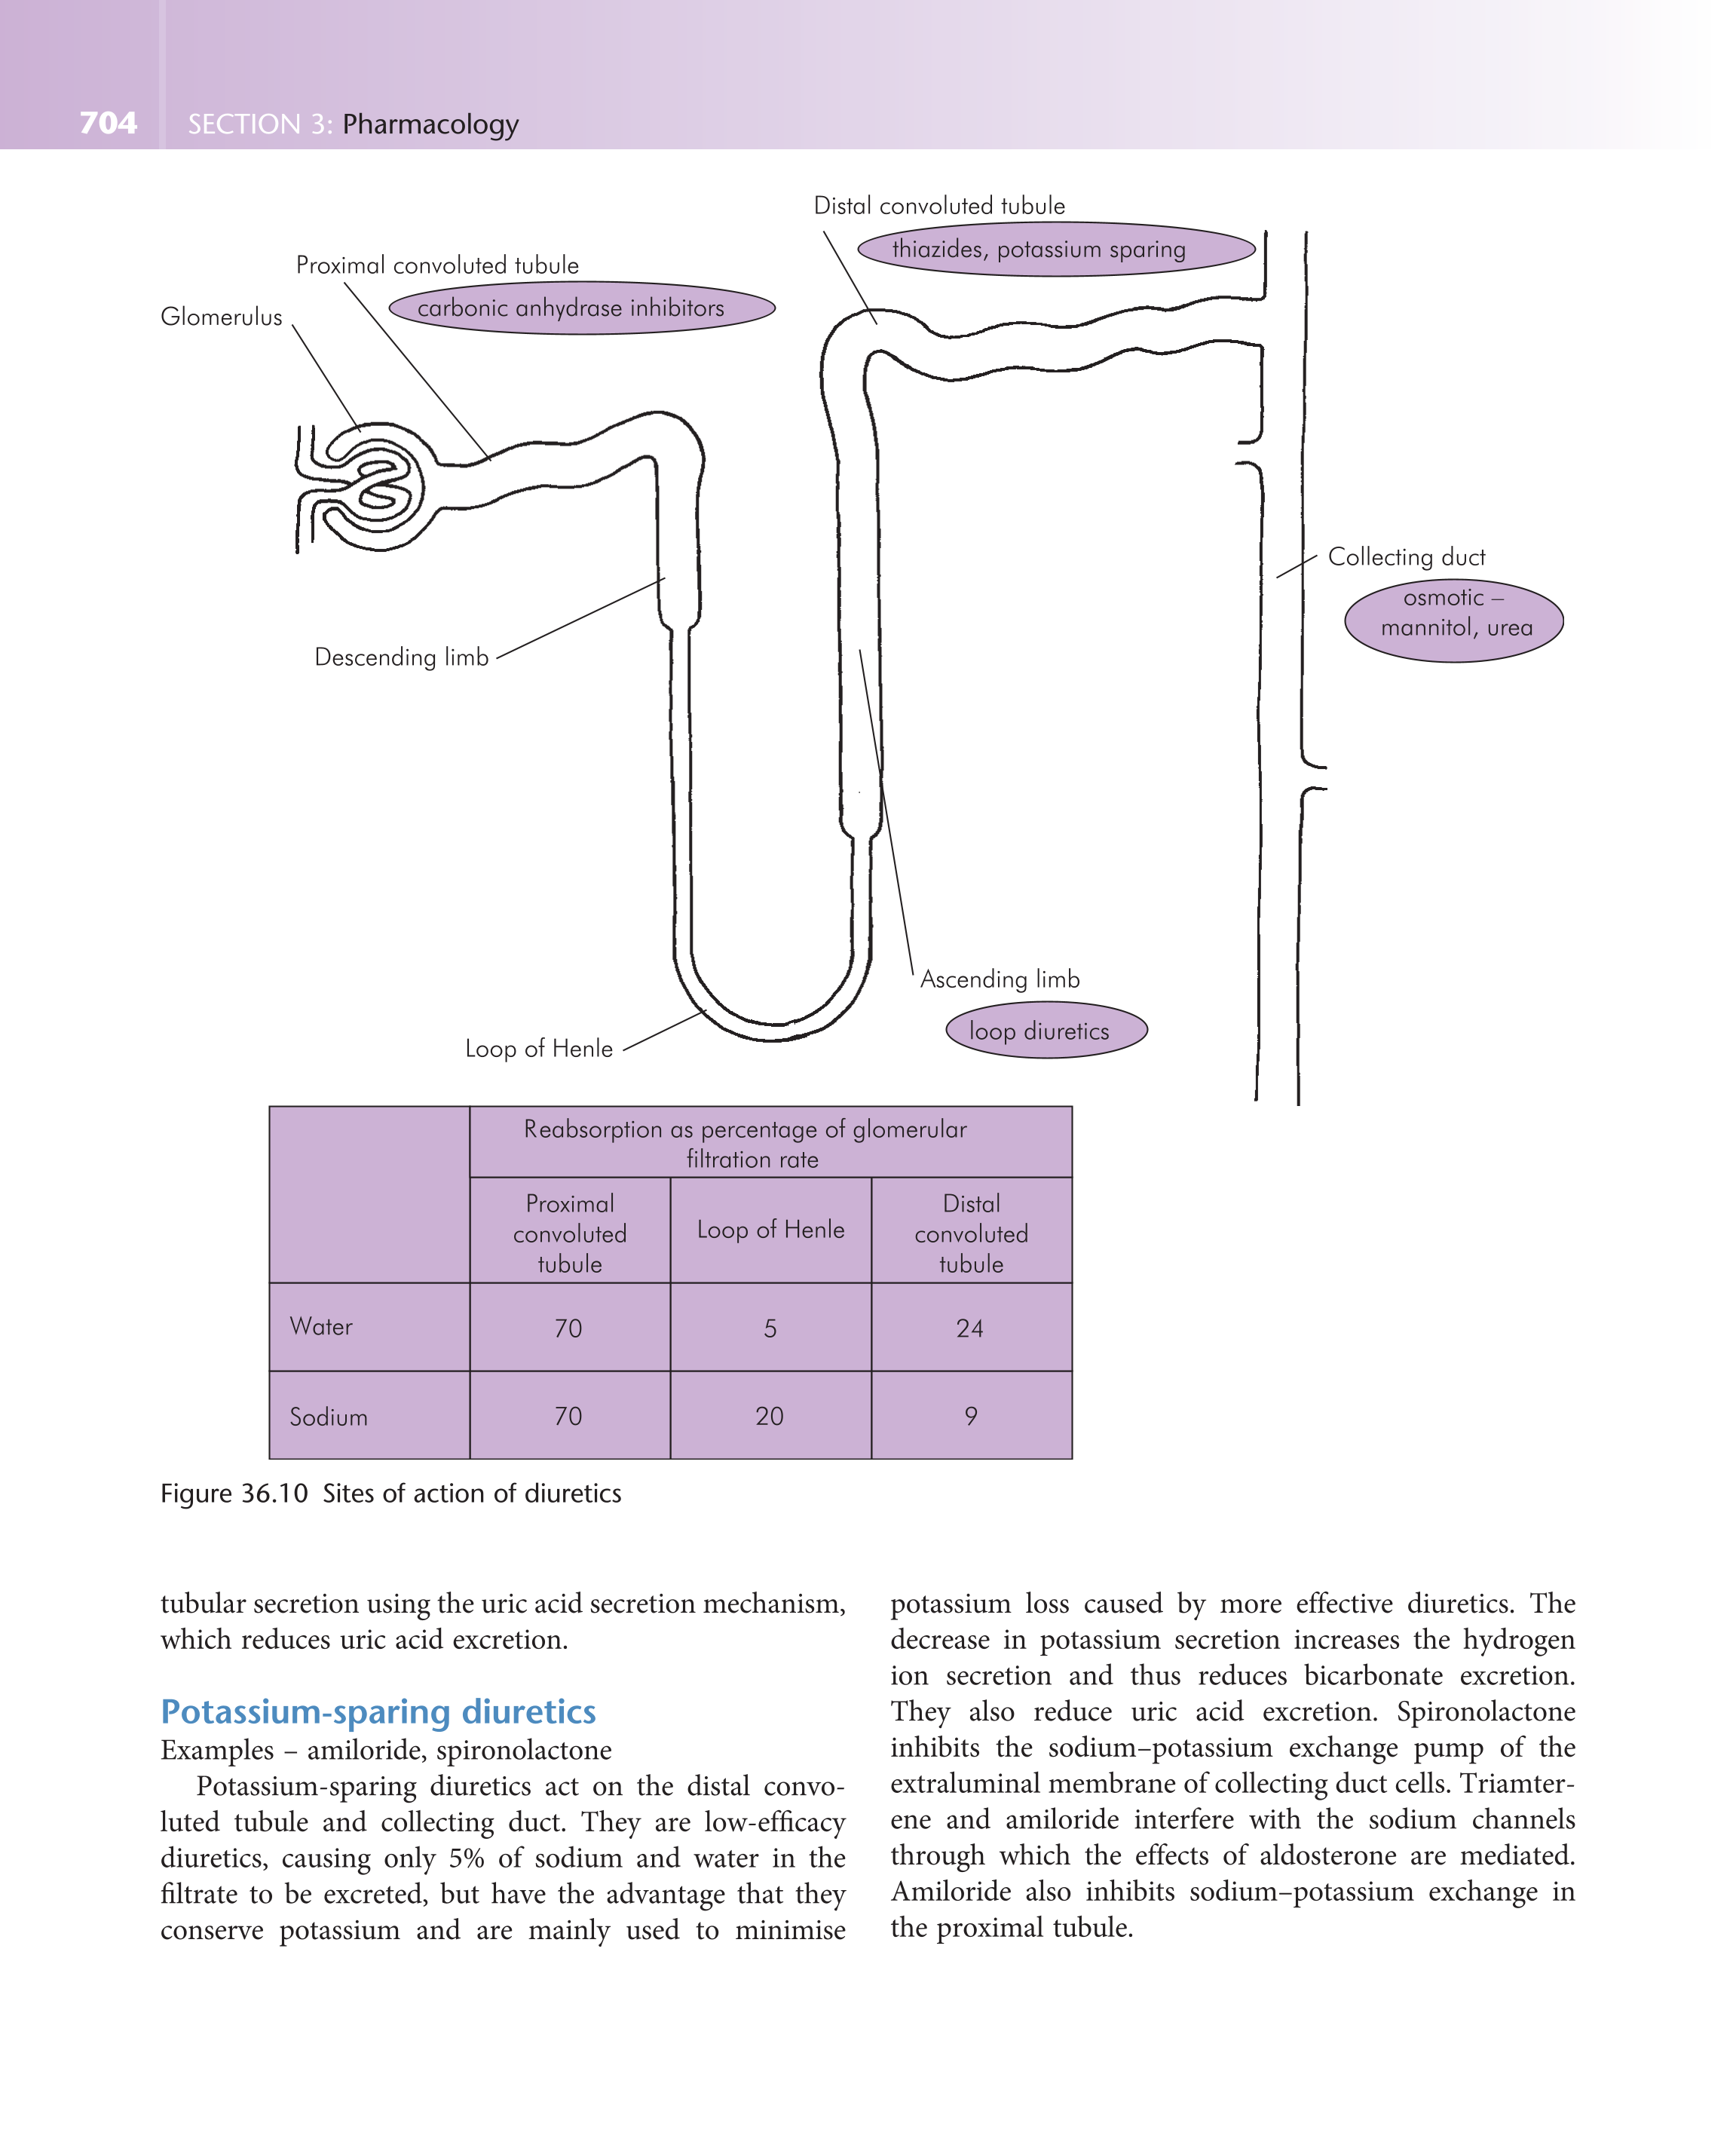 704 SECTION 3: Pharmacology
Distal convoluted tubule
thiazides, potassium sparing
Proximal convoluted tubule
carbonic anhydrase inhibitors
Glomerulus
Collecting duct
osmotic –
mannitol, urea
Descending limb
Ascending limb
loop diuretics
Loop of Henle
Reabsorption as percentage of glomerular
filtration rate
Proximal
convoluted
tubule
Loop of Henle
Distal
convoluted
tubule
Water 70 5 24
Sodium 70 20 9
Figure 36.10 Sites of action of diuretics
tubular secretion using the uric acid secretion mechanism,
which reduces uric acid excretion.
Potassium-sparing diuretics
Examples – amiloride, spironolactone
Potassium-sparing diuretics act on the distal convo-
luted tubule and collecting duct. They are low-efficacy
diuretics, causing only 5% of sodium and water in the
filtrate to be excreted, but have the advantage that they
conserve potassium and are mainly used to minimise
potassium loss caused by more effective diuretics. The
decrease in potassium secretion increases the hydrogen
ion secretion and thus reduces bicarbonate excretion.
They also reduce uric acid excretion. Spironolactone
inhibits the sodium–potassium exchange pump of the
extraluminal membrane of collecting duct cells. Triamter-
ene and amiloride interfere with the sodium channels
through which the effects of aldosterone are mediated.
Amiloride also inhibits sodium–potassium exchange in
the proximal tubule.